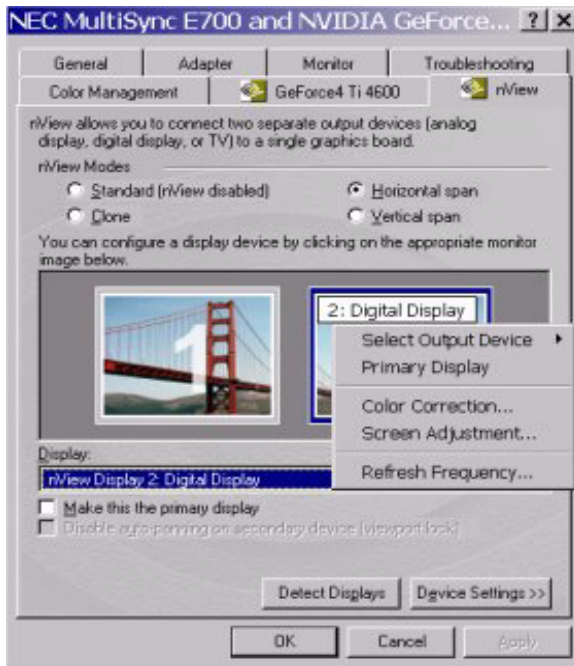 NEC MultiSync E700 and NVIDIA GeForce... ? X
General Adapter Monitor Troubleshooting
Color Management GeForce4 Ti 4600 nView
nView allows you to connect two separate output devices (analog
display, digital display, or TV) to a single graphics board.
nView Modes
Standard (nView disabled) Horizontal span
Clone Vertical span
You can configure a display device by clicking on the appropriate monitor
image below.
1
2: Digital Display
Select Output Device
Primary Display
Color Correction...
Screen Adjustment...
Refresh Frequency...
Display:
nView Display 2: Digital Display
Make this the primary display
Disable auto-panning on secondary device (viewport lock)
Detect Displays Device Settings >>
OK Cancel Apply